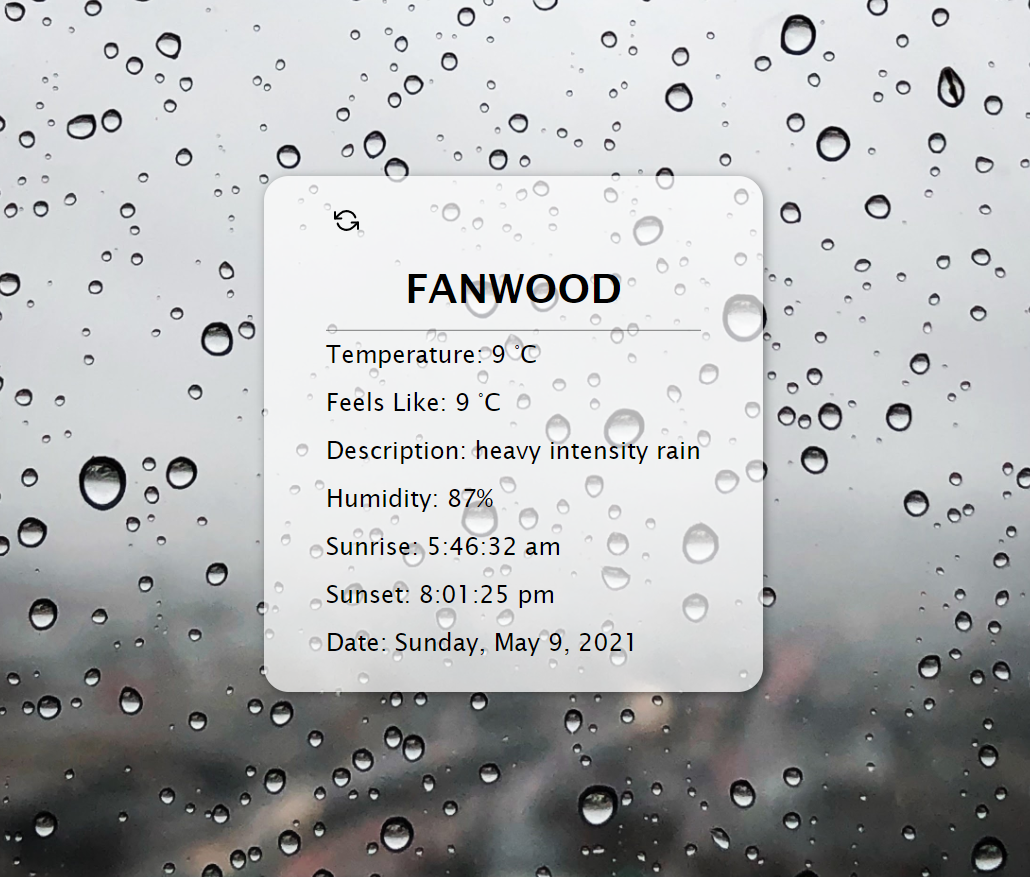 FANWOOD
Temperature: 9 °C
Feels Like: 9 °C
Description: heavy intensity rain
Humidity: 87%
Sunrise: 5:46:32 am
Sunset: 8:01:25 pm
Date: Sunday, May 9, 2021